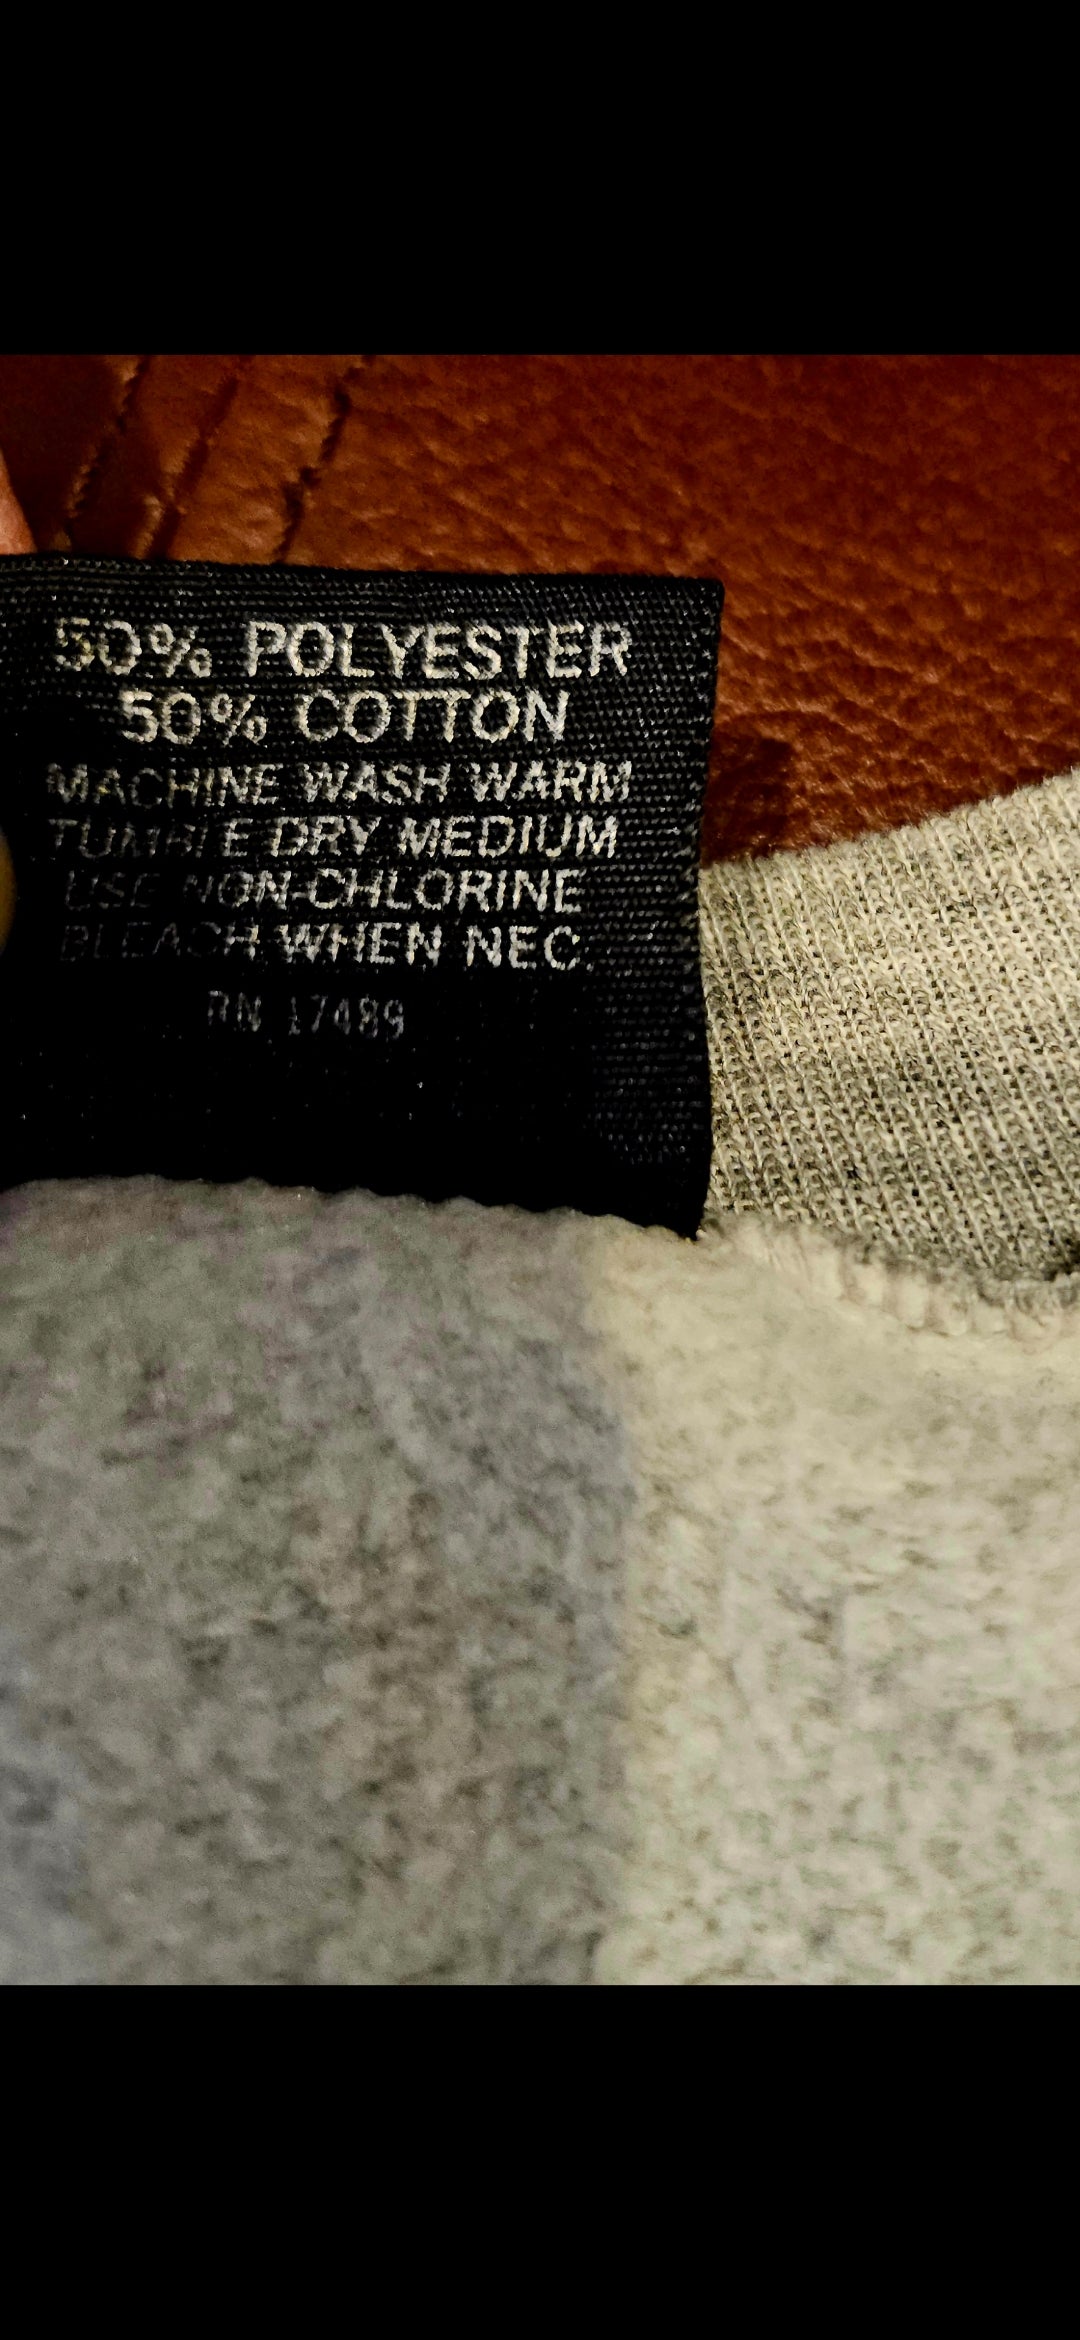 50% POLYESTER
50% COTTON
MACHINE WASH WARM
TUMBLE DRY MEDIUM
USE NON-CHLORINE
BLEACH WHEN NEC.
RN 17489